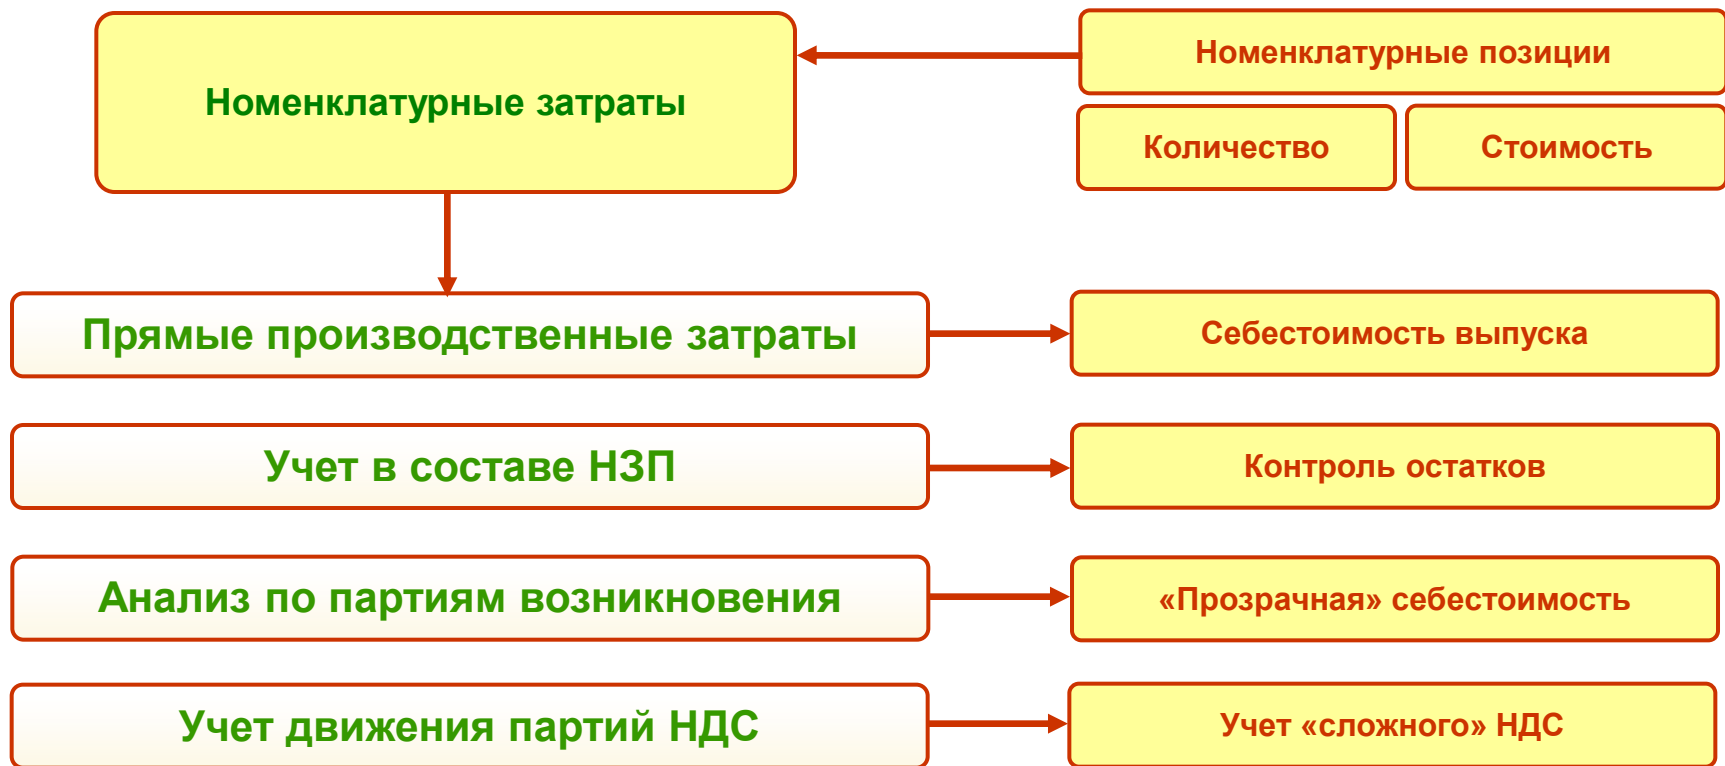 Номенклатурные затраты
Номенклатурные позиции
Количество
Стоимость
Прямые производственные затраты
Себестоимость выпуска
Учет в составе НЗП
Контроль остатков
Анализ по партиям возникновения
«Прозрачная» себестоимость
Учет движения партий НДС
Учет «сложного» НДС